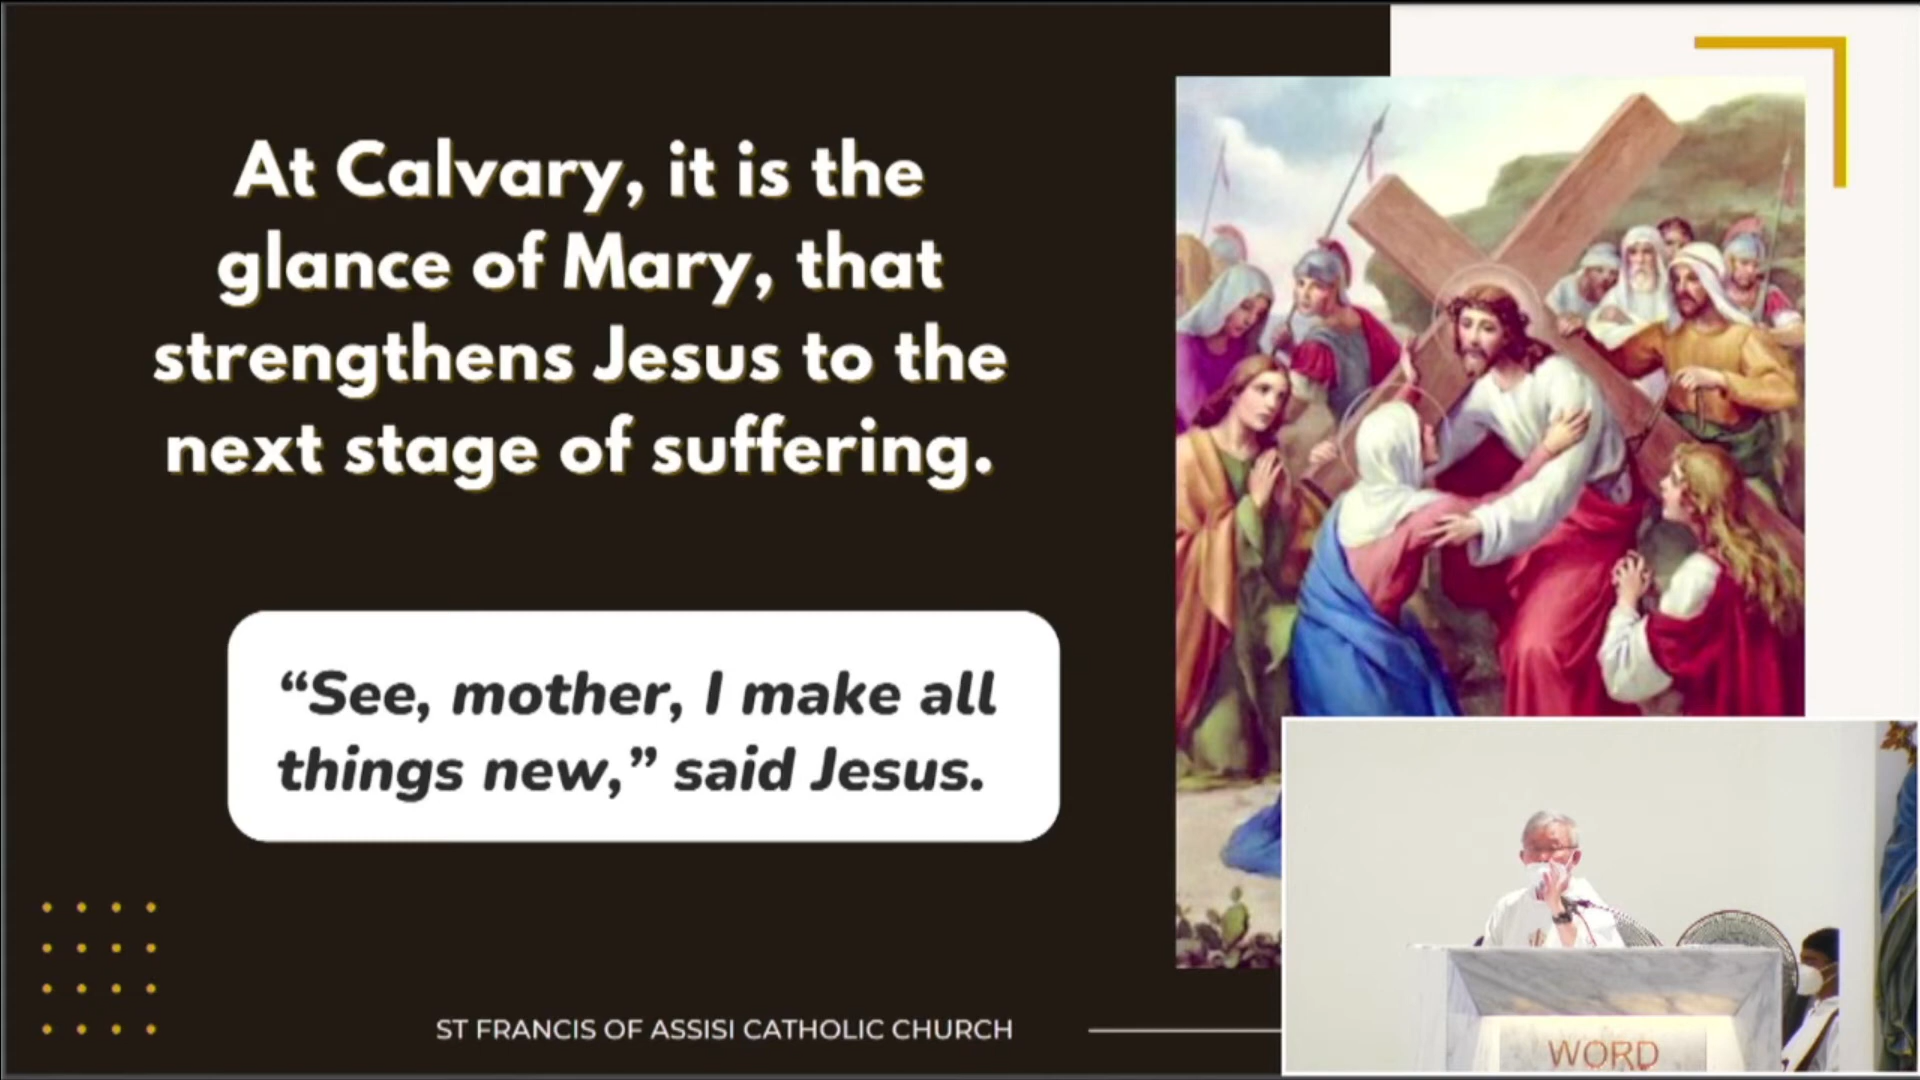 At Calvary, it is the
glance of Mary, that
strengthens Jesus to the
next stage of suffering.
“See, mother, I make all
things new,” said Jesus.
ST FRANCIS OF ASSISI CATHOLIC CHURCH
WORD